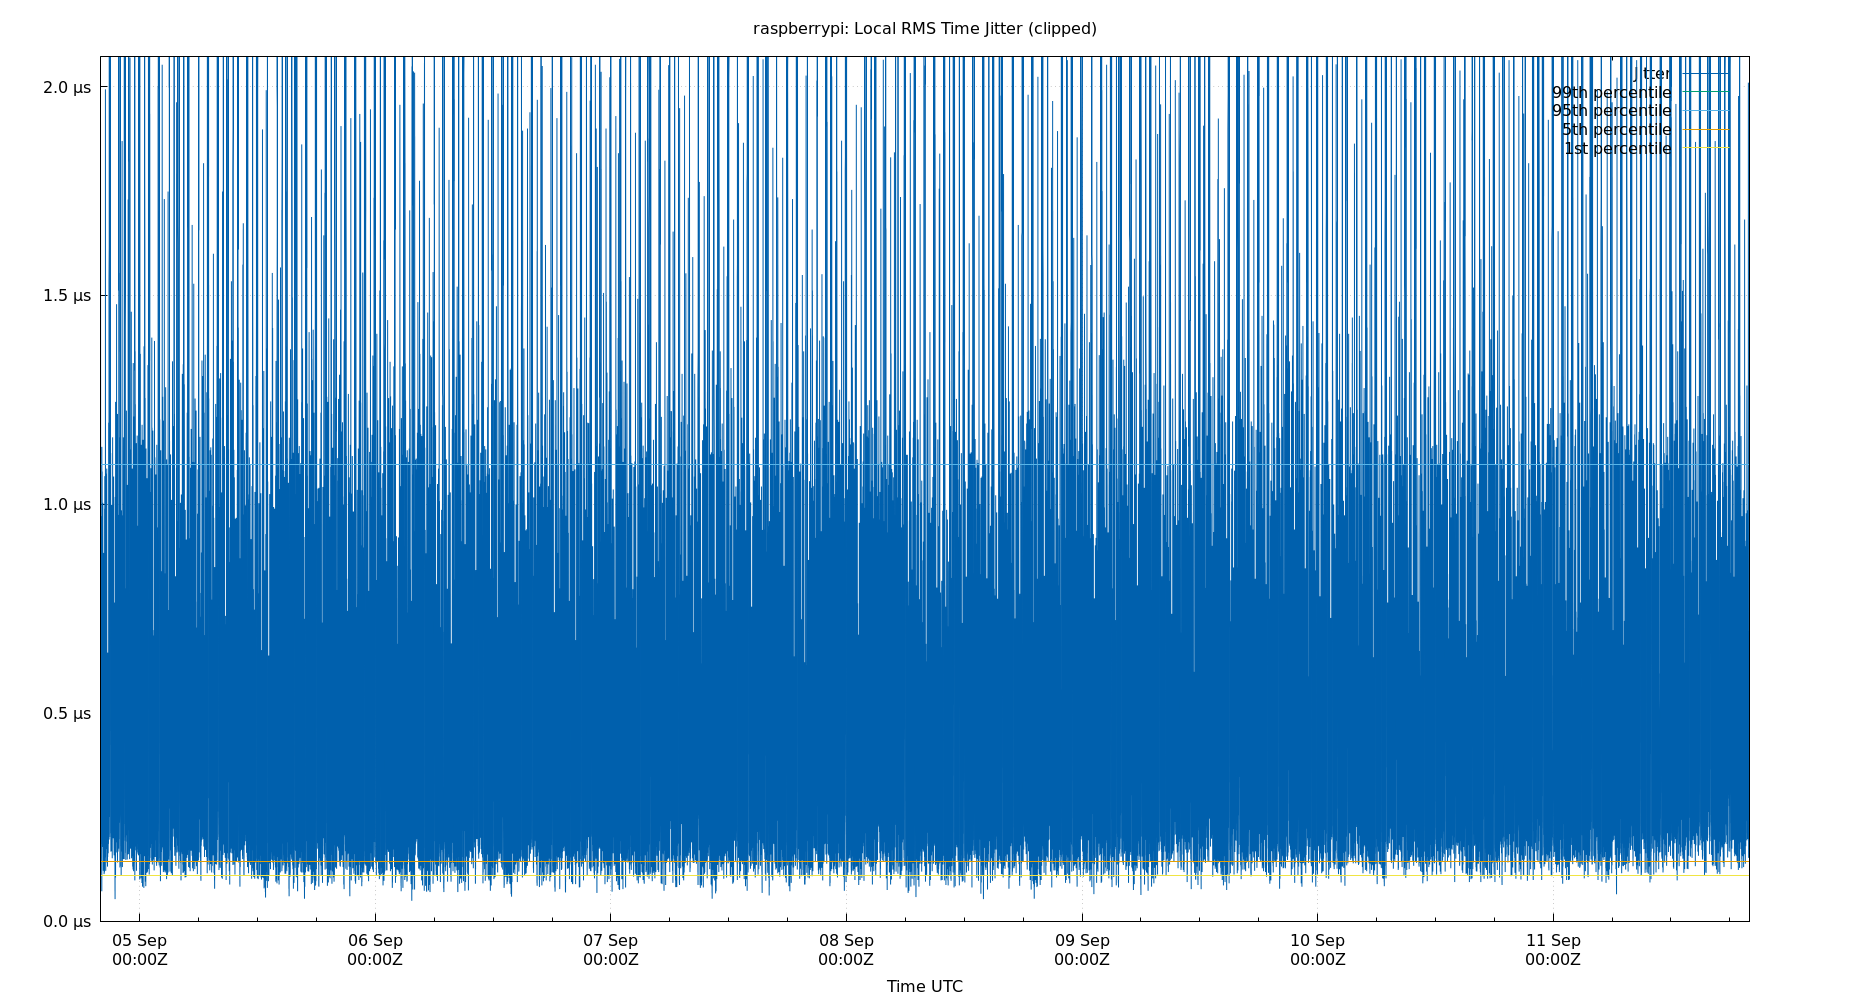 raspberrypi: Local RMS Time Jitter (clipped)
2.0 µs
1.5 µs
1.0 µs
0.5 µs
0.0 µs
Jitter
99th percentile
95th percentile
5th percentile
1st percentile
05 Sep
00:00Z
06 Sep
00:00Z
07 Sep
00:00Z
08 Sep
00:00Z
09 Sep
00:00Z
10 Sep
00:00Z
11 Sep
00:00Z
Time UTC